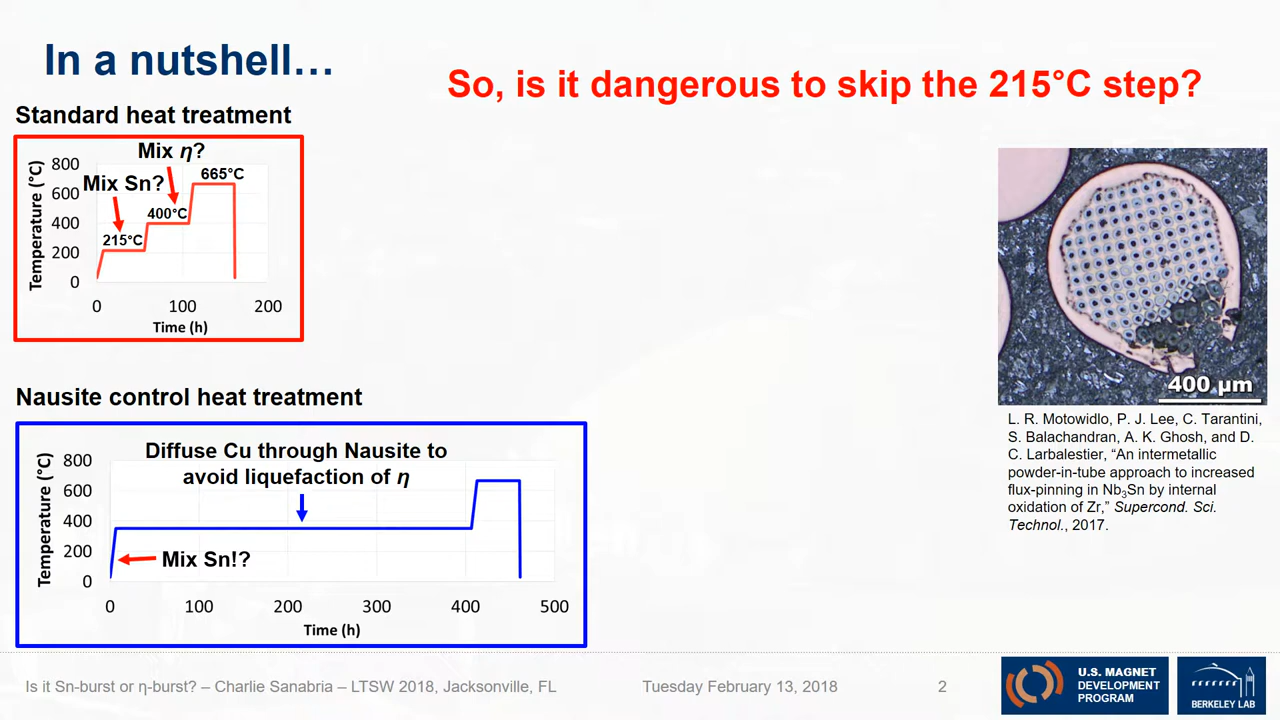 In a nutshell…
So, is it dangerous to skip the 215°C step?
Standard heat treatment
Mix η?
Mix Sn?
665°C
400°C
215°C
Temperature (°C)
800
600
400
200
0
0 100 200
Time (h)
400 µm
L. R. Motowidlo, P. J. Lee, C. Tarantini,
S. Balachandran, A. K. Ghosh, and D.
C. Larbalestier, “An intermetallic
powder-in-tube approach to increased
flux-pinning in Nb₃Sn by internal
oxidation of Zr,” Supercond. Sci.
Technol., 2017.
Nausite control heat treatment
Diffuse Cu through Nausite to
avoid liquefaction of η
Mix Sn!?
Temperature (°C)
800
600
400
200
0
0 100 200 300 400 500
Time (h)
Is it Sn-burst or η-burst? – Charlie Sanabria – LTSW 2018, Jacksonville, FL
Tuesday February 13, 2018
2
U.S. MAGNET
DEVELOPMENT
PROGRAM
BERKELEY LAB